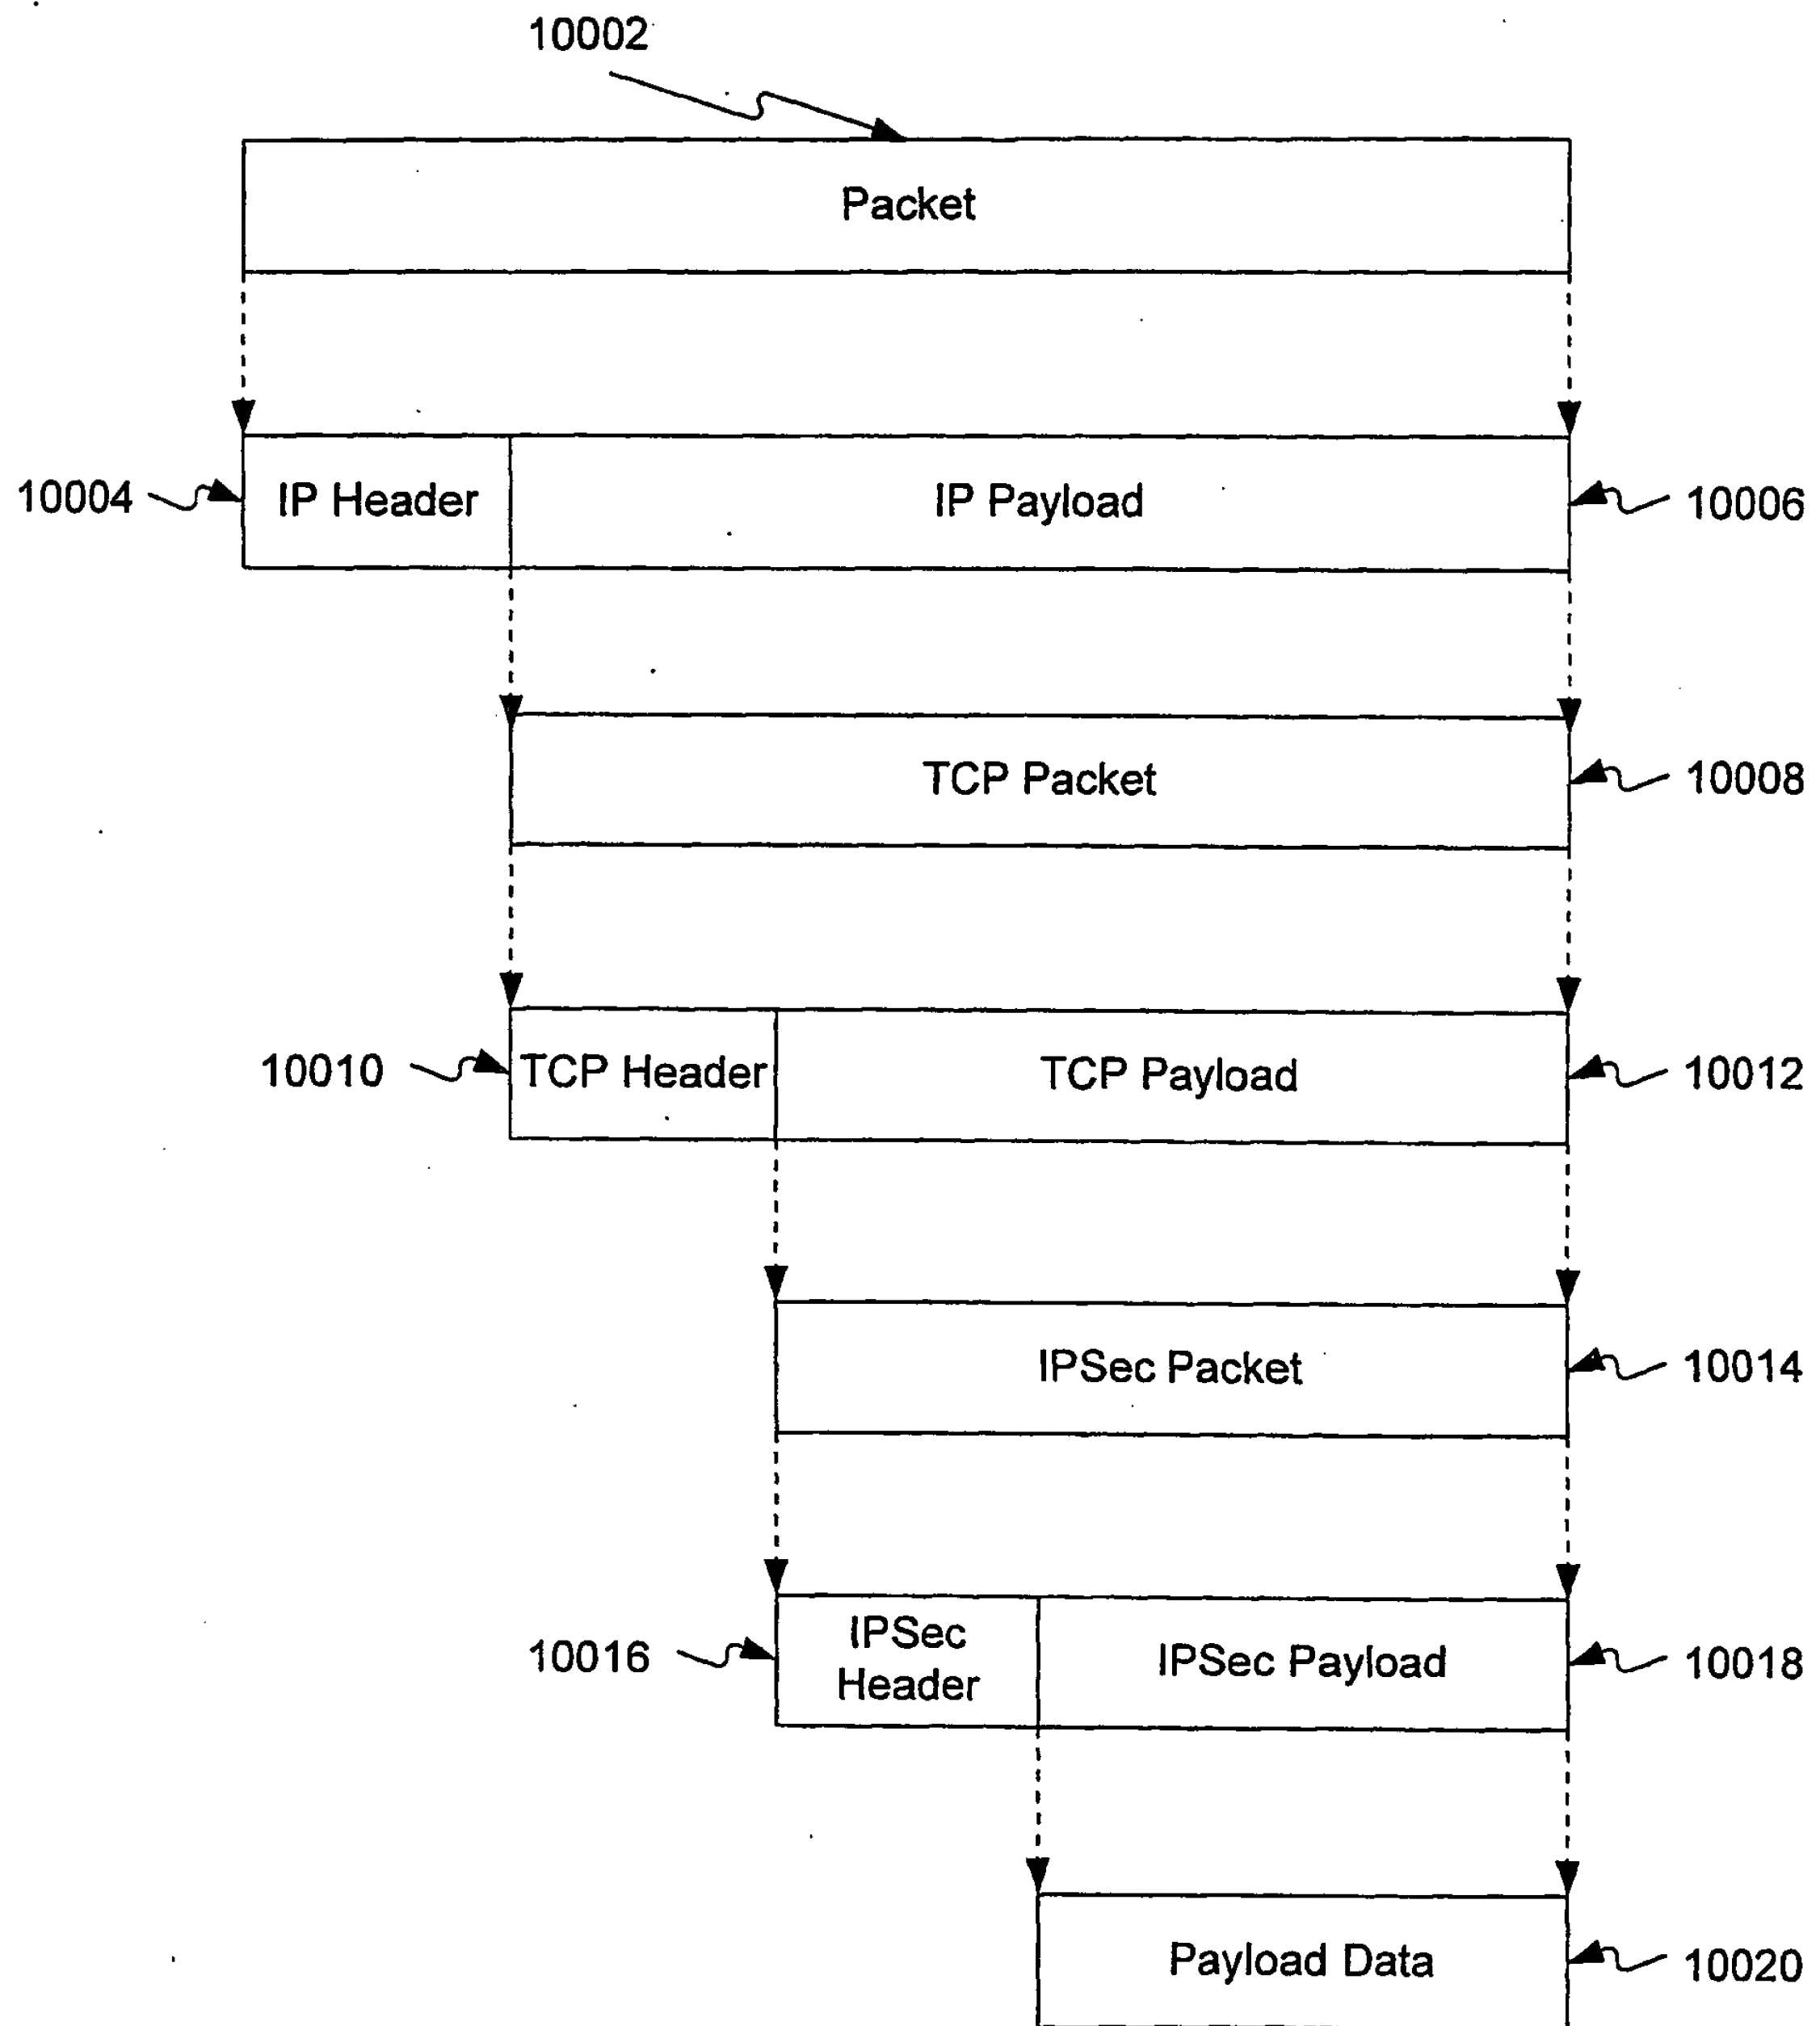 10002
Packet
10004
IP Header
IP Payload
10006
TCP Packet
10008
10010
TCP Header
TCP Payload
10012
IPSec Packet
10014
10016
IPSec
Header
IPSec Payload
10018
Payload Data
10020